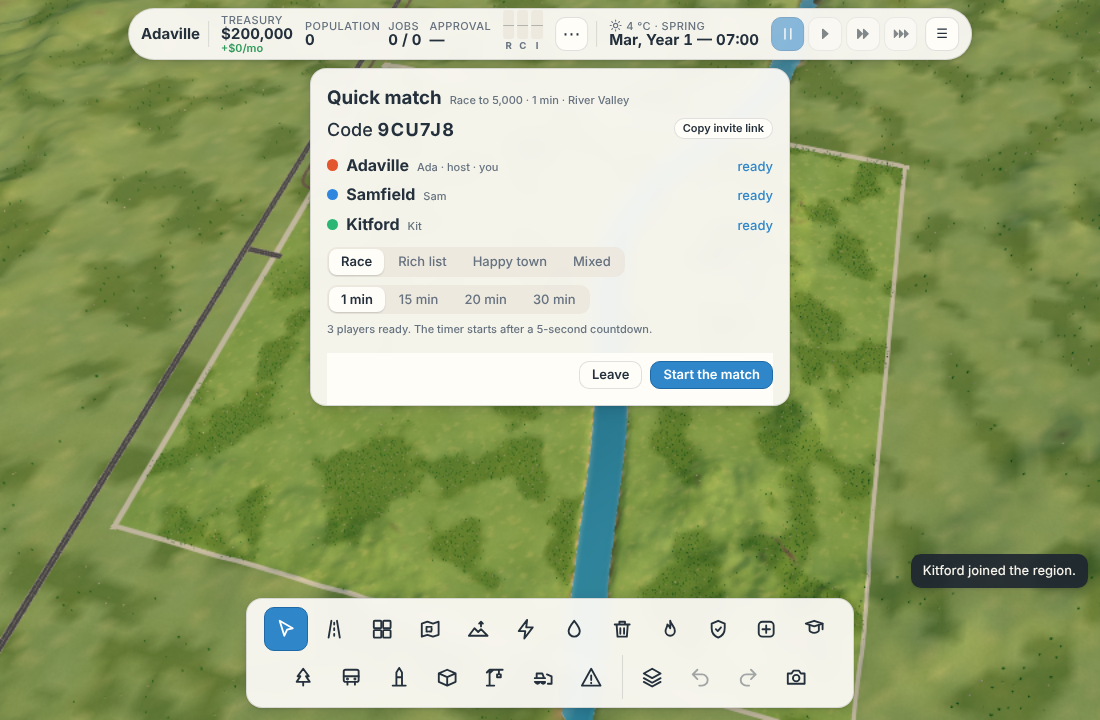 Adaville
TREASURY
$200,000
+$0/mo
POPULATION
0
JOBS
0 / 0
APPROVAL
—
R C I
4 °C · SPRING
Mar, Year 1 — 07:00
Quick match Race to 5,000 · 1 min · River Valley
Code 9CU7J8
Copy invite link
Adaville Ada · host · you ready
Samfield Sam ready
Kitford Kit ready
Race Rich list Happy town Mixed
1 min 15 min 20 min 30 min
3 players ready. The timer starts after a 5-second countdown.
Leave Start the match
Kitford joined the region.